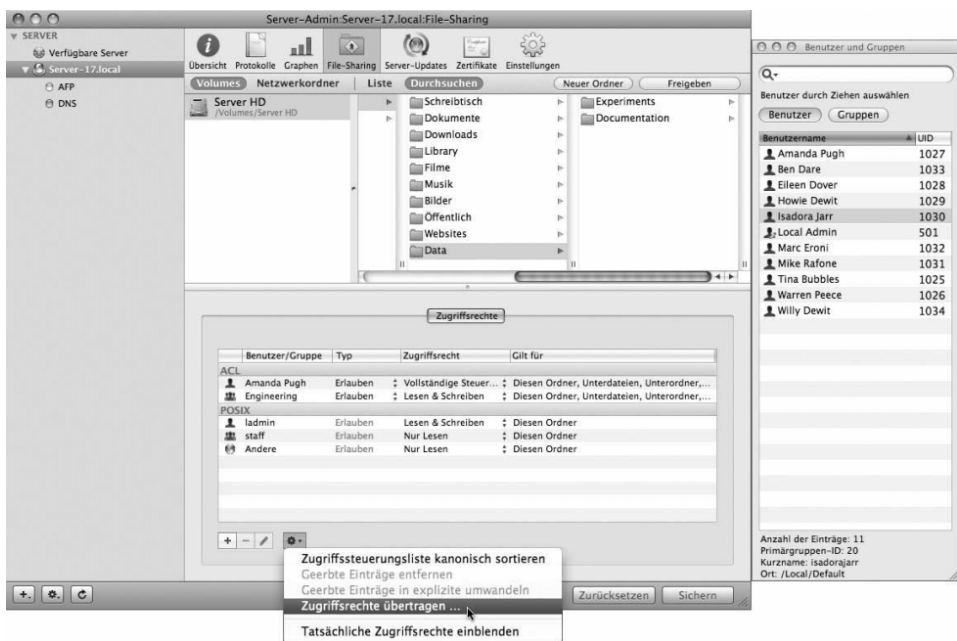 Server-Admin:Server-17.local:File-Sharing
SERVER
Verfügbare Server
Server-17.local
AFP
DNS
Übersicht Protokolle Graphen File-Sharing Server-Updates Zertifikate Einstellungen
Volumes Netzwerkordner Liste Durchsuchen Neuer Ordner Freigeben
Server HD
/Volumes/Server HD
Schreibtisch
Dokumente
Downloads
Library
Filme
Musik
Bilder
Öffentlich
Websites
Data
Experiments
Documentation
Zugriffsrechte
Benutzer/Gruppe Typ Zugriffsrecht Gilt für
ACL
Amanda Pugh Erlauben Vollständige Steuer... Diesen Ordner, Unterdateien, Unterordner,...
Engineering Erlauben Lesen & Schreiben Diesen Ordner, Unterdateien, Unterordner,...
POSIX
ladmin Erlauben Lesen & Schreiben Diesen Ordner
staff Erlauben Nur Lesen Diesen Ordner
Andere Erlauben Nur Lesen Diesen Ordner
Zugriffssteuerungsliste kanonisch sortieren
Geerbte Einträge entfernen
Geerbte Einträge in explizite umwandeln
Zugriffsrechte übertragen ...
Tatsächliche Zugriffsrechte einblenden
Zurücksetzen Sichern
Benutzer und Gruppen
Benutzer durch Ziehen auswählen
Benutzer Gruppen
Benutzername UID
Amanda Pugh 1027
Ben Dare 1033
Eileen Dover 1028
Howie Dewit 1029
Isadora Jarr 1030
Local Admin 501
Marc Eroni 1032
Mike Rafone 1031
Tina Bubbles 1025
Warren Peece 1026
Willy Dewit 1034
Anzahl der Einträge: 11
Primärgruppen-ID: 20
Kurzname: isadorajarr
Ort: /Local/Default